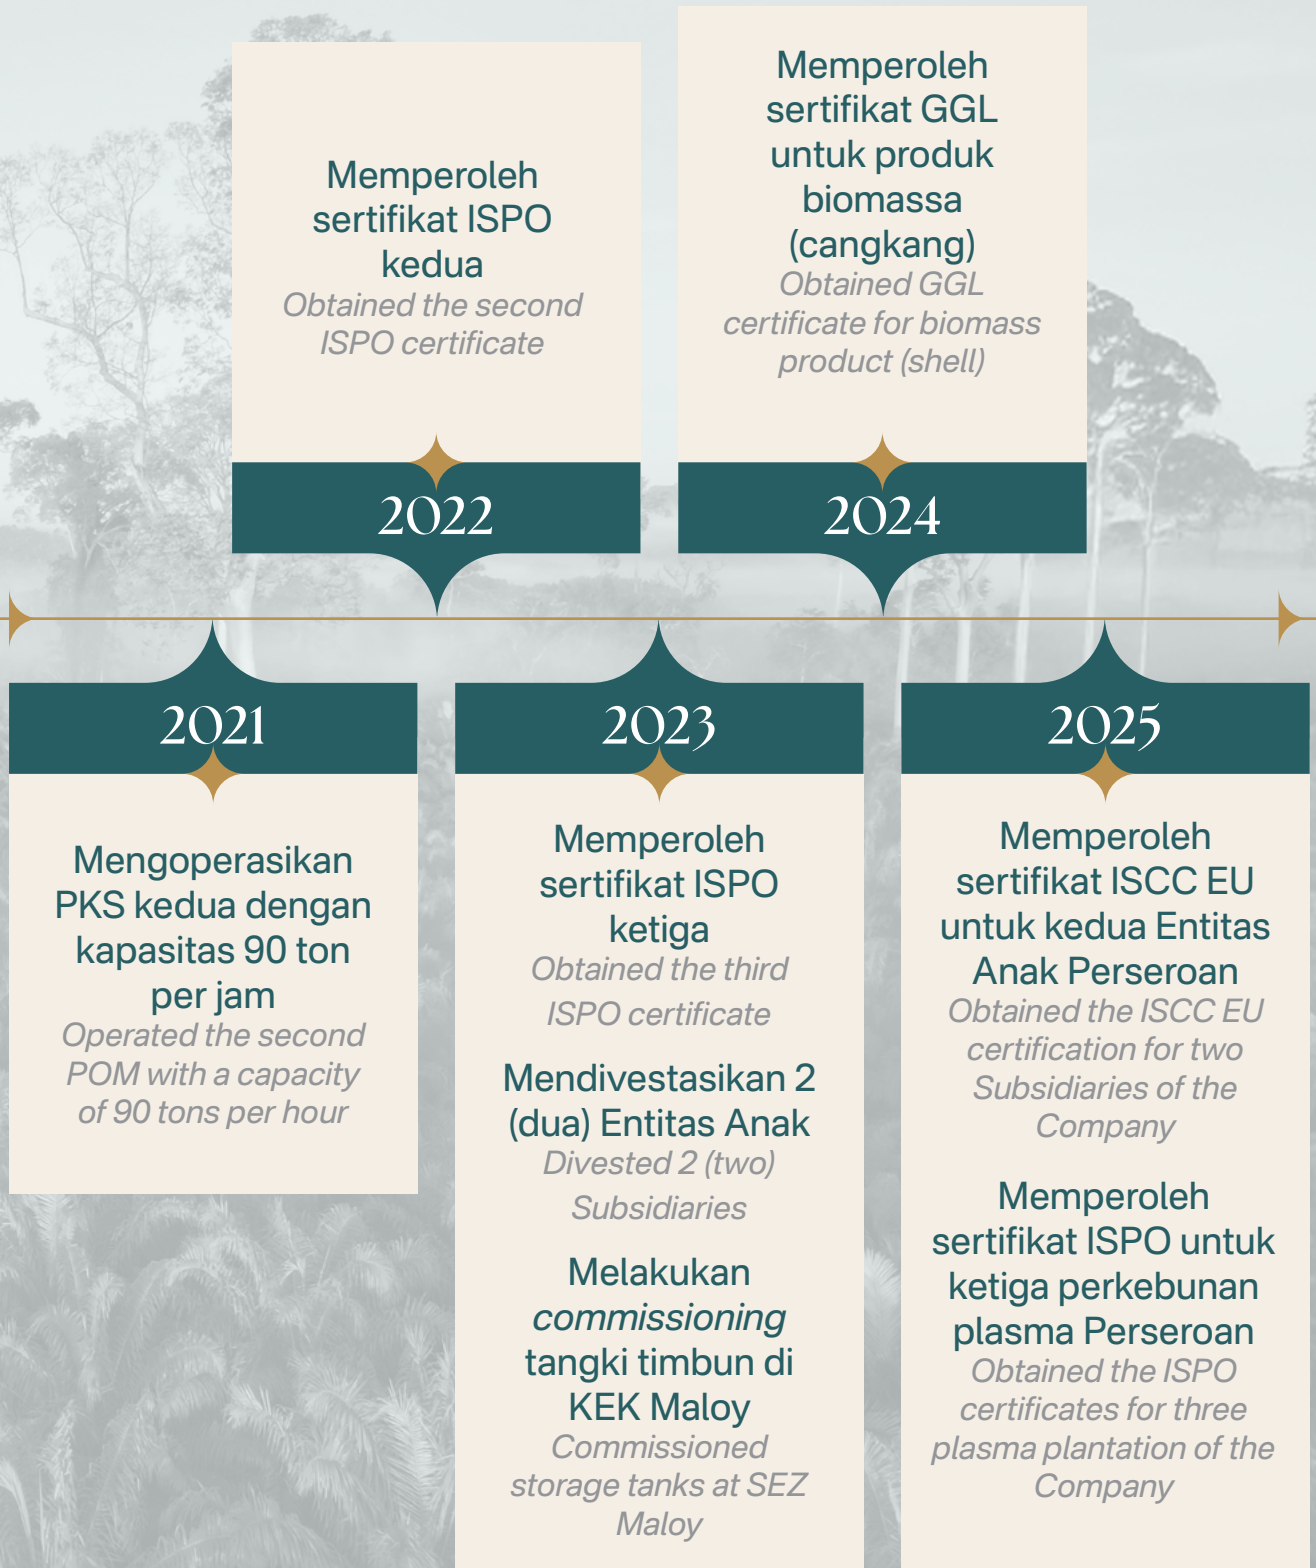 Memperoleh
sertifikat ISPO
kedua
Obtained the second
ISPO certificate
2022
Memperoleh
sertifikat GGL
untuk produk
biomassa
(cangkang)
Obtained GGL
certificate for biomass
product (shell)
2024
2021
Mengoperasikan
PKS kedua dengan
kapasitas 90 ton
per jam
Operated the second
POM with a capacity
of 90 tons per hour
2023
Memperoleh
sertifikat ISPO
ketiga
Obtained the third
ISPO certificate
Mendivestasikan 2
(dua) Entitas Anak
Divested 2 (two)
Subsidiaries
Melakukan
commissioning
tangki timbun di
KEK Maloy
Commissioned
storage tanks at SEZ
Maloy
2025
Memperoleh
sertifikat ISCC EU
untuk kedua Entitas
Anak Perseroan
Obtained the ISCC EU
certification for two
Subsidiaries of the
Company
Memperoleh
sertifikat ISPO untuk
ketiga perkebunan
plasma Perseroan
Obtained the ISPO
certificates for three
plasma plantation of the
Company